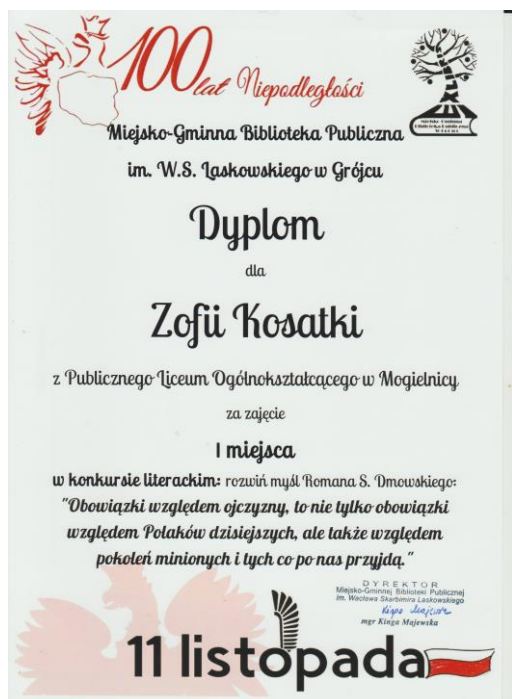 100 lat Niepodległości
Miejsko-Gminna Biblioteka Publiczna
im. W.S. Laskowskiego w Grójcu
Dyplom
dla
Zofii Kosatki
z Publicznego Liceum Ogólnokształcącego w Mogielnicy
za zajęcie
I miejsca
w konkursie literackim: rozwiń myśl Romana S. Dmowskiego:
"Obowiązki względem ojczyzny, to nie tylko obowiązki
względem Polaków dzisiejszych, ale także względem
pokoleń minionych i tych co po nas przyjdą."
DYREKTOR
Miejsko-Gminnej Biblioteki Publicznej
im. Wacława Skarbimira Laskowskiego
Kinga Majewska
mgr Kinga Majewska
11 listopada